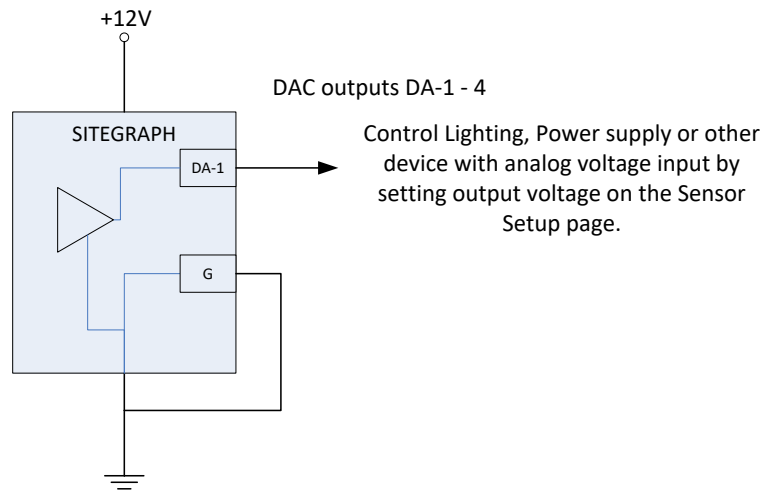 +12V
DAC outputs DA-1 - 4
SITEGRAPH
DA-1
Control Lighting, Power supply or other
device with analog voltage input by
setting output voltage on the Sensor
Setup page.
G